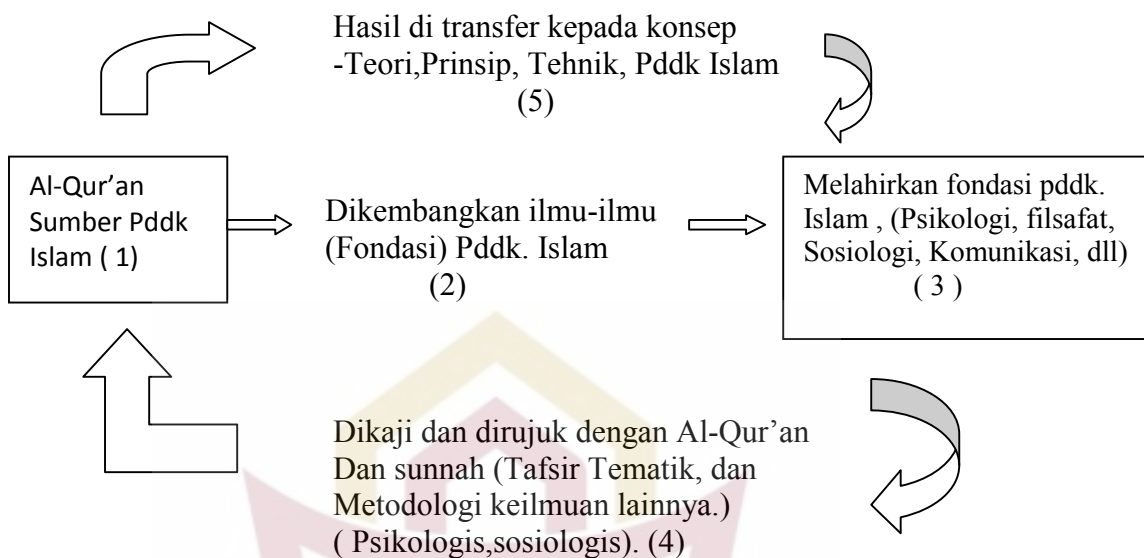 Hasil di transfer kepada konsep
-Teori,Prinsip, Tehnik, Pddk Islam
(5)
Al-Qur’an
Sumber Pddk
Islam ( 1)
Dikembangkan ilmu-ilmu
(Fondasi) Pddk. Islam
(2)
Melahirkan fondasi pddk.
Islam , (Psikologi, filsafat,
Sosiologi, Komunikasi, dll)
( 3 )
Dikaji dan dirujuk dengan Al-Qur’an
Dan sunnah (Tafsir Tematik, dan
Metodologi keilmuan lainnya.)
( Psikologis,sosiologis). (4)